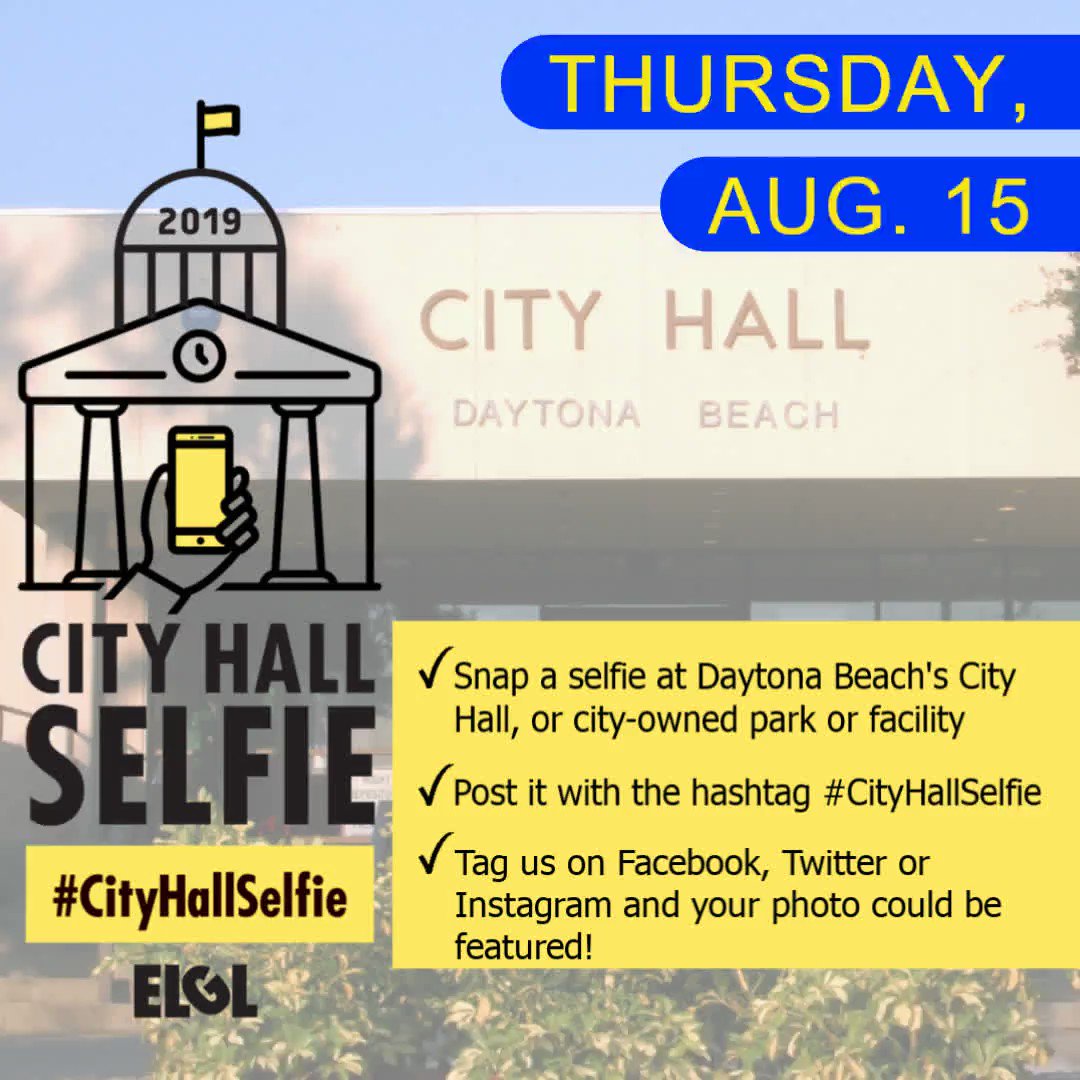 THURSDAY,
AUG. 15
2019
CITY HALL
DAYTONA BEACH
CITY HALL
SELFIE
#CityHallSelfie
ELGL
✓Snap a selfie at Daytona Beach's City
Hall, or city-owned park or facility
✓Post it with the hashtag #CityHallSelfie
✓Tag us on Facebook, Twitter or
Instagram and your photo could be
featured!